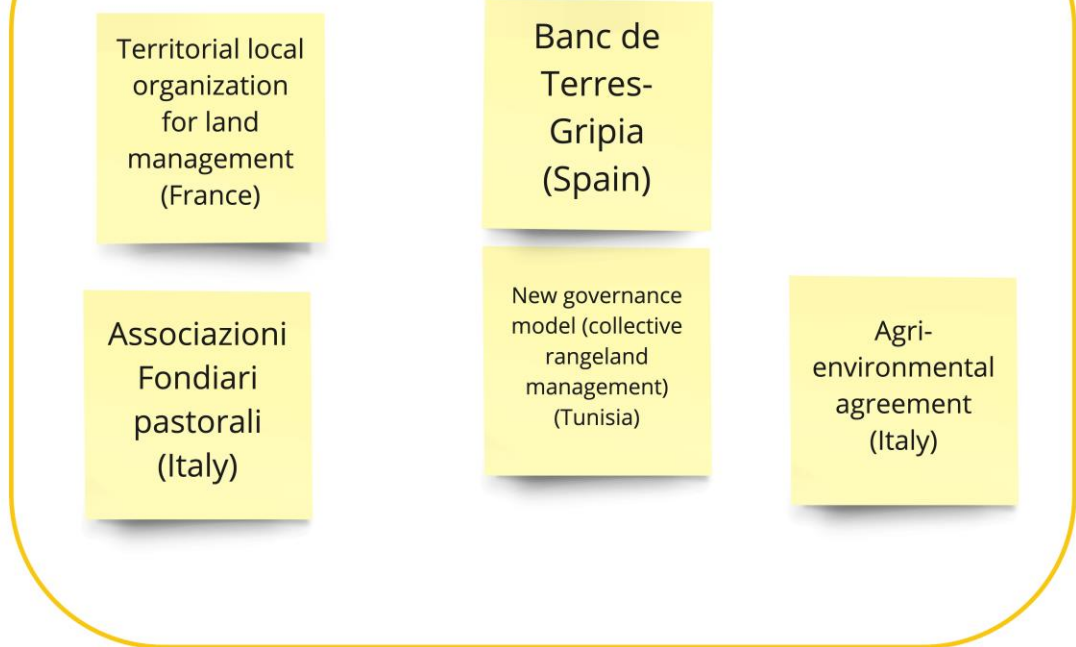 Territorial local
organization
for land
management
(France)
Banc de
Terres-
Gripia
(Spain)
Associazioni
Fondiari
pastorali
(Italy)
New governance
model (collective
rangeland
management)
(Tunisia)
Agri-
environmental
agreement
(Italy)